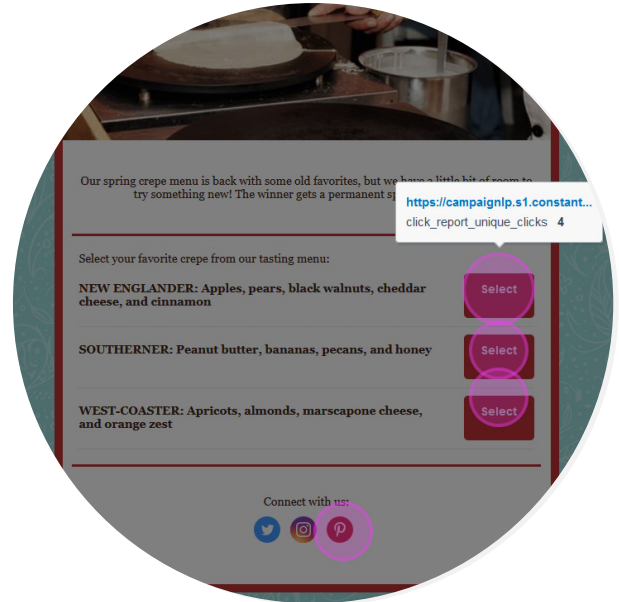 Our spring crepe menu is back with some old favorites, but we have a little bit of room to
try something new! The winner gets a permanent
https://campaignlp.s1.constant...
click_report_unique_clicks 4
Select your favorite crepe from our tasting menu:
NEW ENGLANDER: Apples, pears, black walnuts, cheddar
cheese, and cinnamon
Select
SOUTHERNER: Peanut butter, bananas, pecans, and honey
Select
WEST-COASTER: Apricots, almonds, marscapone cheese,
and orange zest
Select
Connect with us: